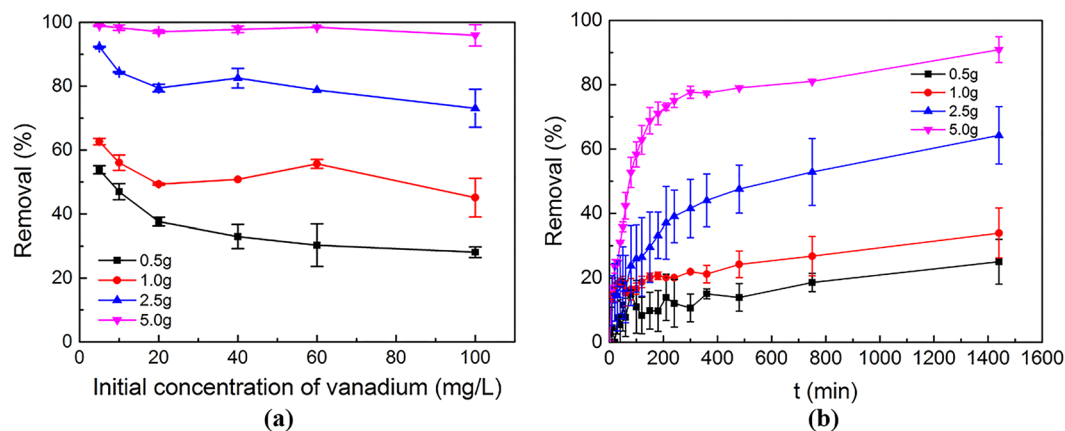 100
80
60
40
20
0
Removal (%)
0.5g
1.0g
2.5g
5.0g
0 20 40 60 80 100
Initial concentration of vanadium (mg/L)
(a)
100
80
60
40
20
0
Removal (%)
0.5g
1.0g
2.5g
5.0g
0 200 400 600 800 1000 1200 1400 1600
t (min)
(b)